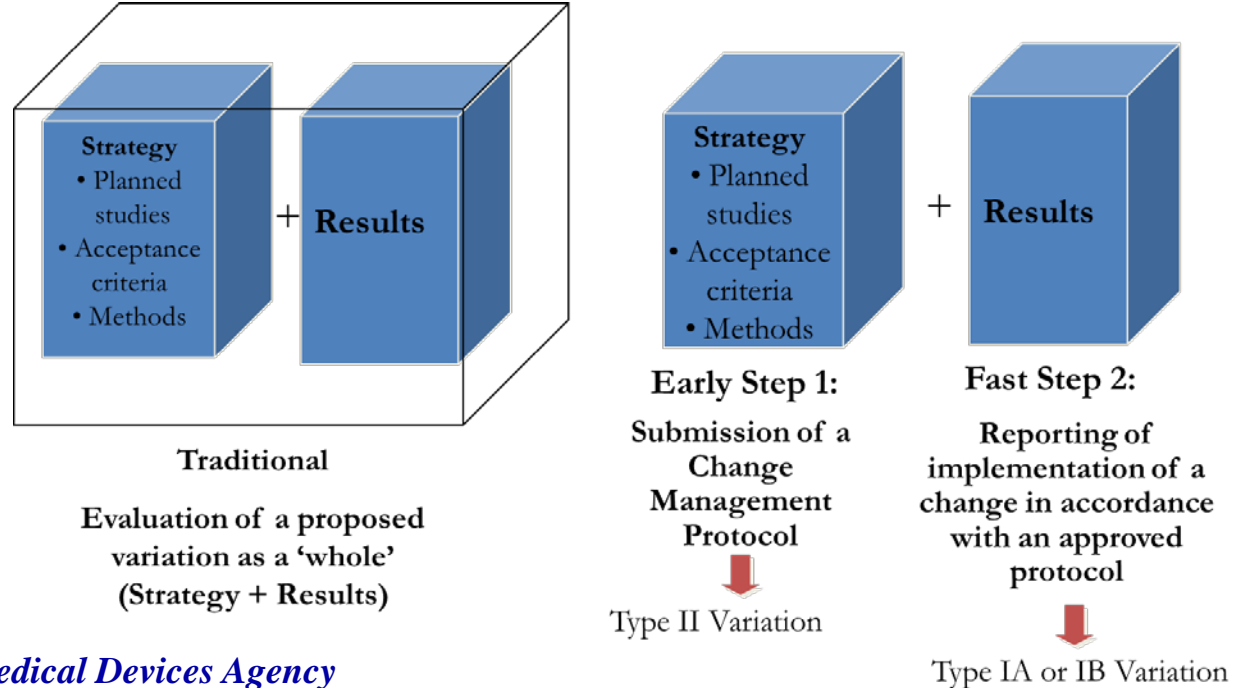 Strategy
• Planned
studies
• Acceptance
criteria
• Methods
+
Results
Traditional
Evaluation of a proposed
variation as a ‘whole’
(Strategy + Results)
Strategy
• Planned
studies
• Acceptance
criteria
• Methods
+
Results
Early Step 1:
Submission of a
Change
Management
Protocol
Type II Variation
Fast Step 2:
Reporting of
implementation of a
change in accordance
with an approved
protocol
Type IA or IB Variation
edical Devices Agency